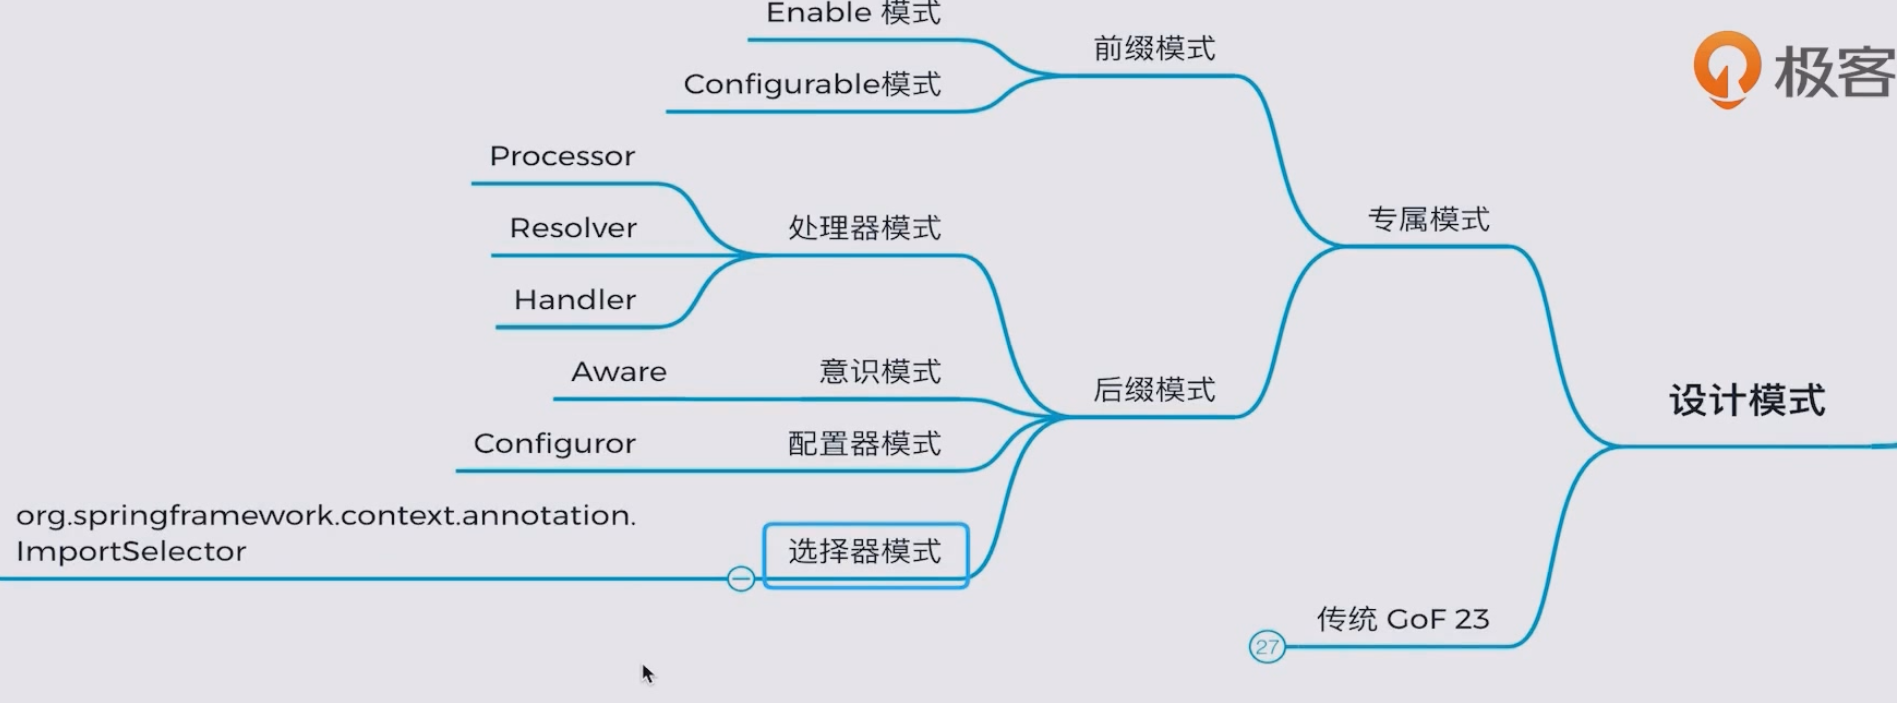 Enable 模式
前缀模式
极客
Configurable模式
Processor
Resolver
处理器模式
专属模式
Handler
Aware
意识模式
后缀模式
设计模式
Configuror
配置器模式
org.springframework.context.annotation.
ImportSelector
选择器模式
传统 GoF 23
27